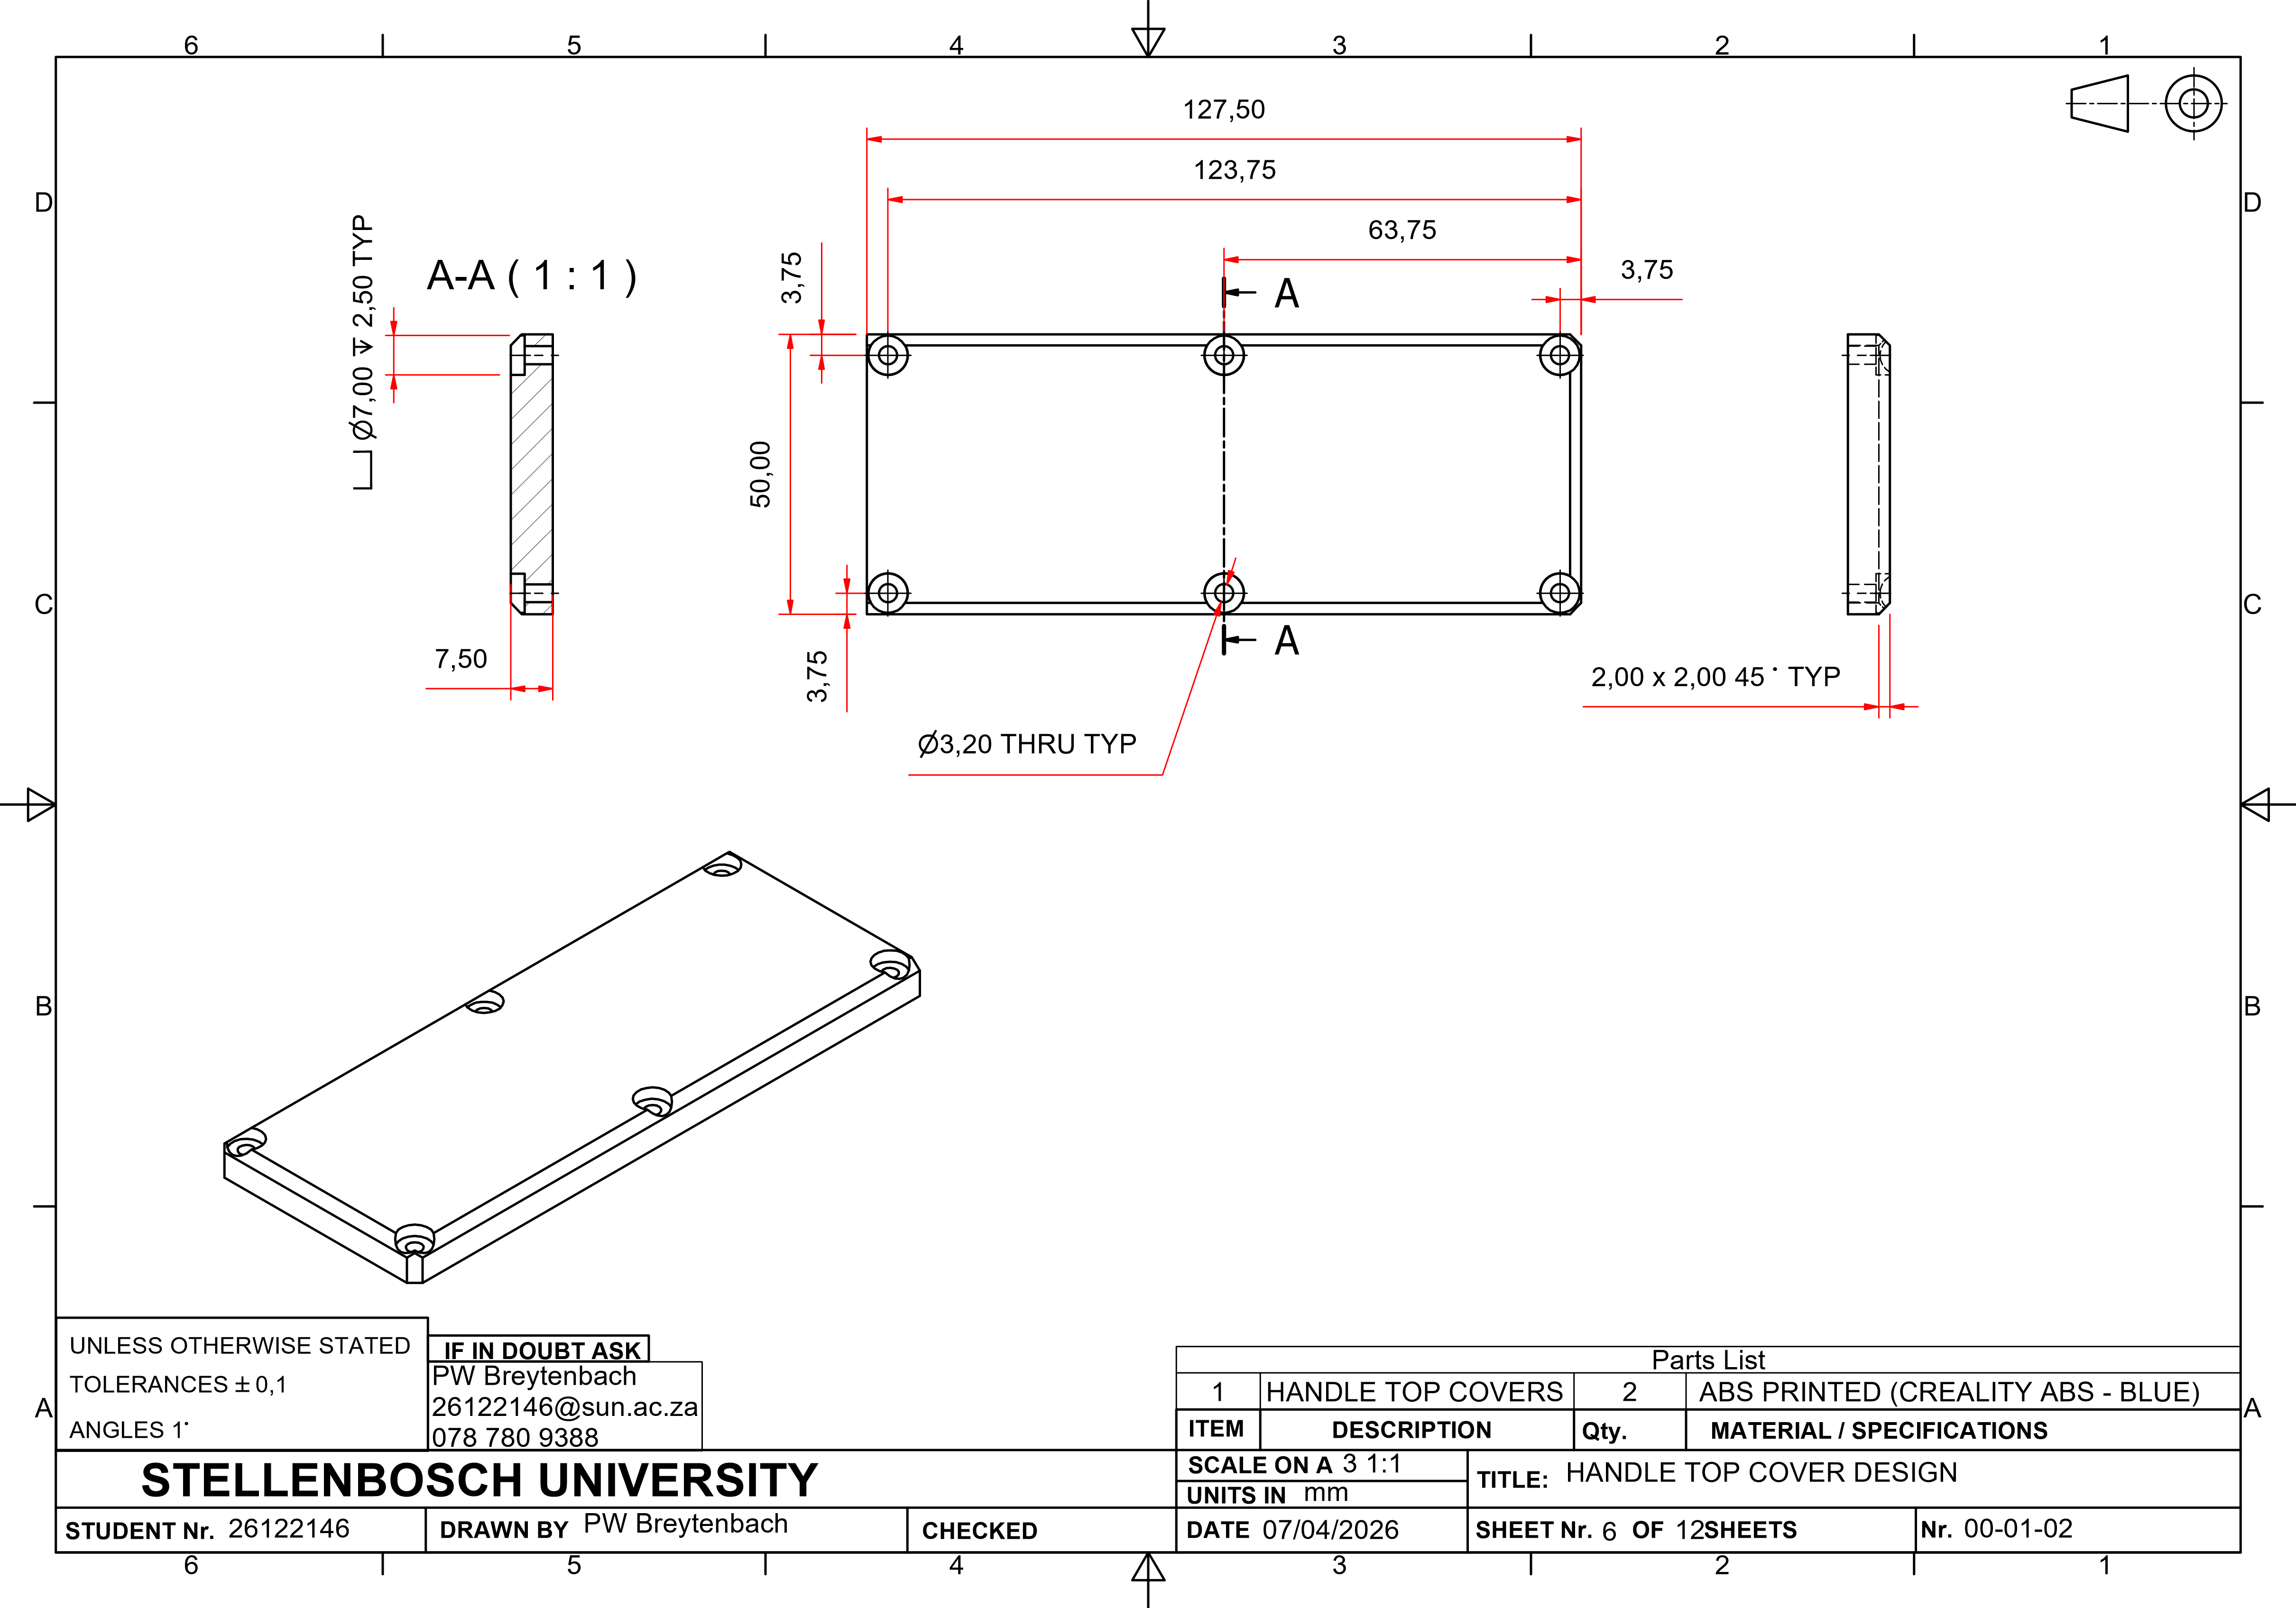 6 5 4 3 2 1
D D
C C
B B
A A
127,50
123,75
63,75
3,75
3,75
A-A ( 1 : 1 )
⌴ Ø7,00 ↧ 2,50 TYP
A
50,00
A
3,75
7,50
2,00 x 2,00 45° TYP
Ø3,20 THRU TYP
UNLESS OTHERWISE STATED
TOLERANCES ± 0,1
ANGLES 1°
IF IN DOUBT ASK
PW Breytenbach
26122146@sun.ac.za
078 780 9388
Parts List
1 HANDLE TOP COVERS 2 ABS PRINTED (CREALITY ABS - BLUE)
ITEM DESCRIPTION Qty. MATERIAL / SPECIFICATIONS
STELLENBOSCH UNIVERSITY
SCALE ON A 3 1:1
UNITS IN mm
TITLE: HANDLE TOP COVER DESIGN
STUDENT Nr. 26122146 DRAWN BY PW Breytenbach CHECKED DATE 07/04/2026 SHEET Nr. 6 OF 12SHEETS Nr. 00-01-02
6 5 4 3 2 1